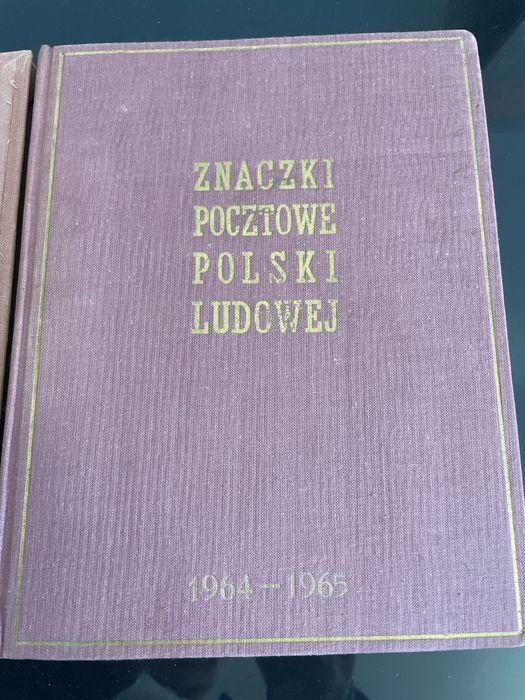 ZNACZKI
POCZTOWE
POLSKI
LUDOWEJ
1964-1965